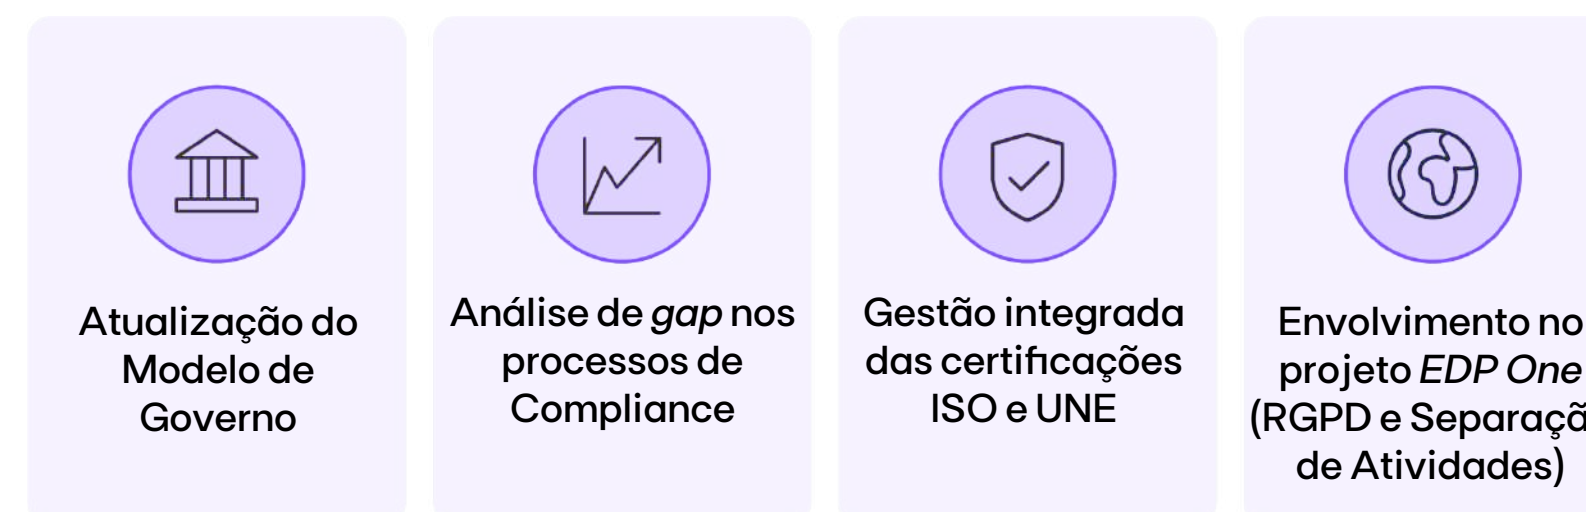 Atualização do
Modelo de
Governo
Análise de gap nos
processos de
Compliance
Gestão integrada
das certificações
ISO e UNE
Envolvimento no
projeto EDP One
(RGPD e Separaçã
de Atividades)